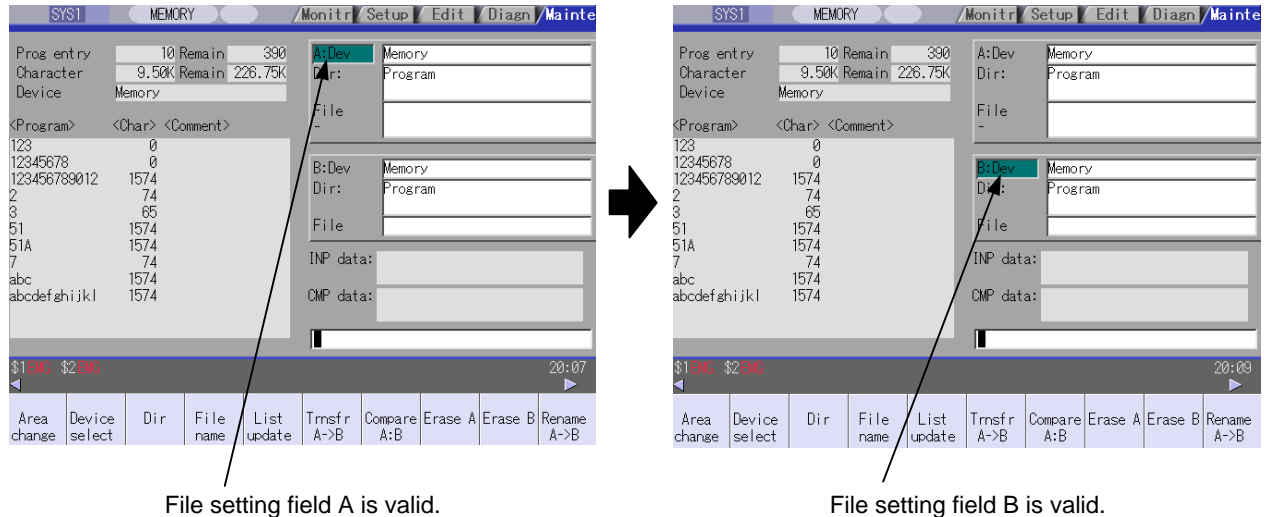 SYS1 MEMORY Monitr Setup Edit Diagn Mainte
Prog entry 10 Remain 390
Character 9.50K Remain 226.75K
Device Memory
<Program> <Char> <Comment>
123 0
12345678 0
123456789012 1574
2 74
3 65
51 1574
51A 1574
7 74
abc 1574
abcdefghijkl 1574
A:Dev Memory
Dir: Program
File
-
B:Dev Memory
Dir: Program
File
INP data:
CMP data:
$1 EMG $2 EMG 20:07
Area change Device select Dir File name List update Trnsfr A->B Compare A:B Erase A Erase B Rename A->B
File setting field A is valid.
SYS1 MEMORY Monitr Setup Edit Diagn Mainte
Prog entry 10 Remain 390
Character 9.50K Remain 226.75K
Device Memory
<Program> <Char> <Comment>
123 0
12345678 0
123456789012 1574
2 74
3 65
51 1574
51A 1574
7 74
abc 1574
abcdefghijkl 1574
A:Dev Memory
Dir: Program
File
-
B:Dev Memory
Dir: Program
File
INP data:
CMP data:
$1 EMG $2 EMG 20:09
Area change Device select Dir File name List update Trnsfr A->B Compare A:B Erase A Erase B Rename A->B
File setting field B is valid.